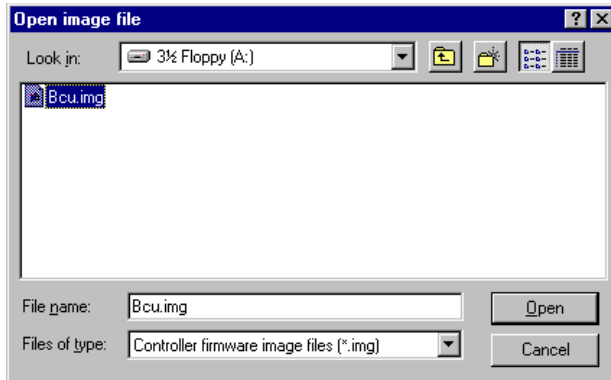 Open image file
Look in: 3½ Floppy (A:)
Bcu.img
File name: Bcu.img Open
Files of type: Controller firmware image files (*.img) Cancel